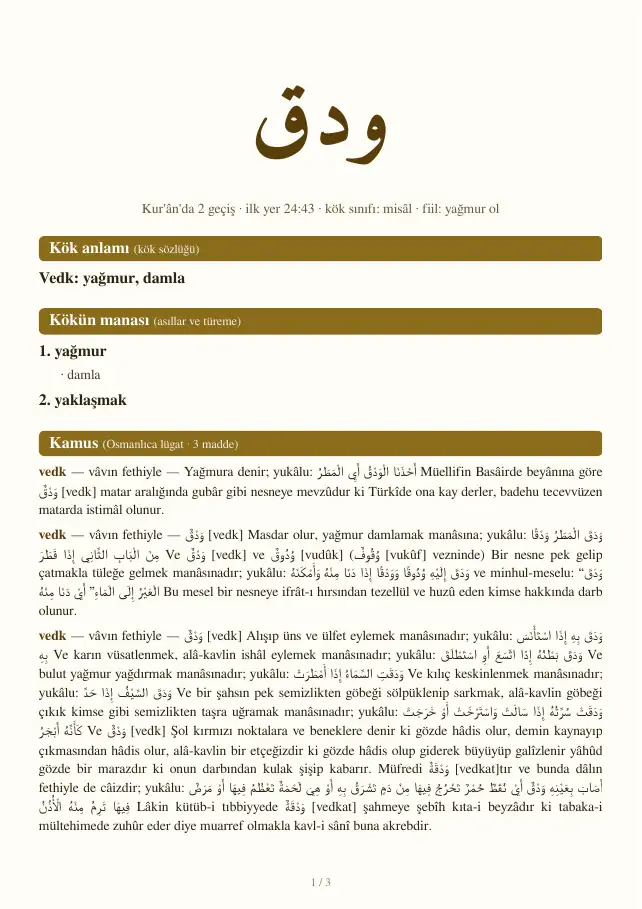 ودق
Kur'ân'da 2 geçiş · ilk yer 24:43 · kök sınıfı: misâl · fiil: yağmur ol
Kök anlamı (kök sözlüğü)
Vedk: yağmur, damla
Kökün manası (asıllar ve türeme)
1. yağmur
· damla
2. yaklaşmak
Kamus (Osmanlıca lügat · 3 madde)
vedk — vâvın fethiyle — Yağmura denir; yukâlu: أَخَذَنَا الْوَدْقُ أَيِ الْمَطَرُ Müellifin Basâirde beyânına göre
وَدْقٌ [vedk] matar aralığında gubâr gibi nesneye mevzûdur ki Türkîde ona kay derler, badehu tecevvüzen
matarda istimâl olunur.
vedk — vâvın fethiyle — وَدْقٌ [vedk] Masdar olur, yağmur damlamak manâsına; yukâlu: وَدَقَ الْمَطَرُ وَدْقًا
مِنَ الْبَابِ الثَّانِي إِذَا قَطَرَ Ve وَدْقٌ [vedk] ve وُدُوقٌ [vudûk] (وُقُوفٌ [vukûf] vezninde) Bir nesne pek gelip
çatmakla tüleğe gelmek manâsınadır; yukâlu: وَدَقَ إِلَيْهِ وُدُوقًا وَوَدْقًا إِذَا دَنَا مِنْهُ وَأَمْكَنَهُ ve minhul-meselu: “وَدَقَ
الْعَيْرُ إِلَى الْمَاءِ” أَيْ دَنَا مِنْهُ Bu mesel bir nesneye ifrât-ı hırsından tezellül ve huzû eden kimse hakkında darb
olunur.
vedk — vâvın fethiyle — وَدْقٌ [vedk] Alışıp üns ve ülfet eylemek manâsınadır; yukâlu: وَدَقَ بِهِ إِذَا اسْتَأْنَسَ
بِهِ Ve karın vüsatlenmek, alâ-kavlin ishâl eylemek manâsınadır; yukâlu: وَدَقَ بَطْنُهُ إِذَا اتَّسَعَ أَوِ اسْتَطْلَقَ Ve
bulut yağmur yağdırmak manâsınadır; yukâlu: وَدَقَتِ السَّمَاءُ إِذَا أَمْطَرَتْ Ve kılıç keskinlenmek manâsınadır;
yukâlu: وَدَقَ السَّيْفُ إِذَا حَدَّ Ve bir şahsın pek semizlikten göbeği sölpüklenip sarkmak, alâ-kavlin göbeği
çıkık kimse gibi semizlikten taşra uğramak manâsınadır; yukâlu: وَدَقَتْ سُرَّتُهُ إِذَا سَالَتْ وَاسْتَرْخَتْ أَوْ خَرَجَتْ
كَأَنَّهُ أَبْجَرُ Ve وَدْقٌ [vedk] Şol kırmızı noktalara ve beneklere denir ki gözde hâdis olur, demin kaynayıp
çıkmasından hâdis olur, alâ-kavlin bir etçeğizdir ki gözde hâdis olup giderek büyüyüp galîzlenir yâhûd
gözde bir marazdır ki onun darbından kulak şişip kabarır. Müfredi وَدْقَةٌ [vedkat]tır ve bunda dâlın
fethiyle de câizdir; yukâlu: أَصَابَ بِعَيْنِهِ وَدْقٌ أَيْ نُقَطٌ حُمْرٌ تَخْرُجُ فِيهَا مِنْ دَمٍ تَشْرَقُ بِهِ أَوْ هِيَ لَحْمَةٌ تَعْظُمُ فِيهَا أَوْ مَرَضٌ
فِيهَا تَرِمُ مِنْهُ الْأُذُنُ Lâkin kütüb-i tıbbiyyede وَدْقَةٌ [vedkat] şahmeye şebîh kıta-i beyzâdır ki tabaka-i
mültehimede zuhûr eder diye muarref olmakla kavl-i sânî buna akrebdir.
1 / 3